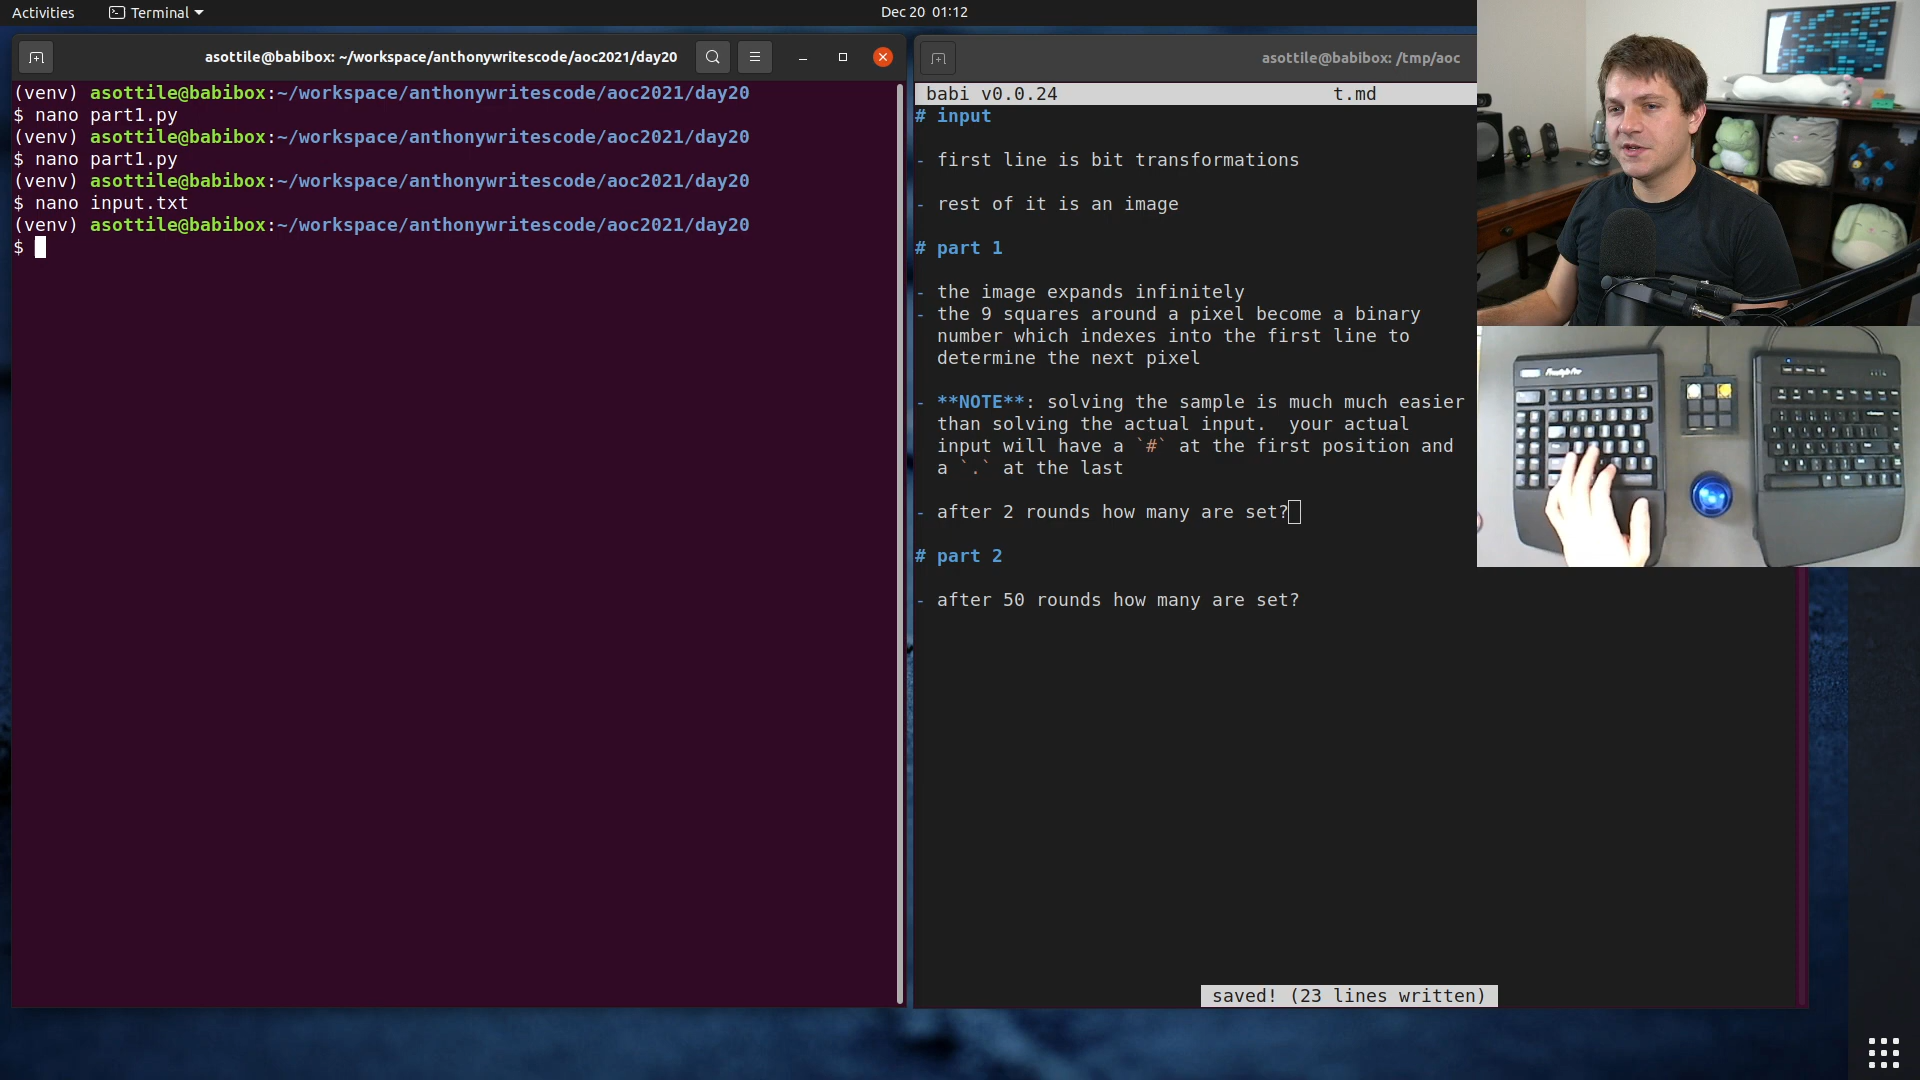 Activities
Terminal
Dec 20 01:12
asottile@babibox: ~/workspace/anthonywritescode/aoc2021/day20
(venv) asottile@babibox:~/workspace/anthonywritescode/aoc2021/day20
$ nano part1.py
(venv) asottile@babibox:~/workspace/anthonywritescode/aoc2021/day20
$ nano part1.py
(venv) asottile@babibox:~/workspace/anthonywritescode/aoc2021/day20
$ nano input.txt
(venv) asottile@babibox:~/workspace/anthonywritescode/aoc2021/day20
$
asottile@babibox: /tmp/aoc
babi v0.0.24 t.md
# input
- first line is bit transformations
- rest of it is an image
# part 1
- the image expands infinitely
- the 9 squares around a pixel become a binary
number which indexes into the first line to
determine the next pixel
- **NOTE**: solving the sample is much much easier
than solving the actual input.  your actual
input will have a `#` at the first position and
a `.` at the last
- after 2 rounds how many are set?
# part 2
- after 50 rounds how many are set?
saved! (23 lines written)